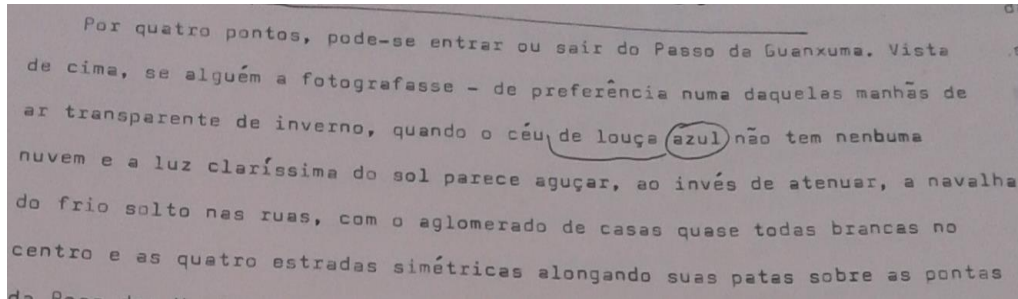 Por quatro pontos, pode-se entrar ou sair do Passo da Guanxuma. Vista
de cima, se alguém a fotografasse - de preferência numa daquelas manhãs de
ar transparente de inverno, quando o céu de louça azul não tem nenbuma
nuvem e a luz claríssima do sol parece aguçar, ao invés de atenuar, a navalha
do frio solto nas ruas, com o aglomerado de casas quase todas brancas no
centro e as quatro estradas simétricas alongando suas patas sobre as pontas